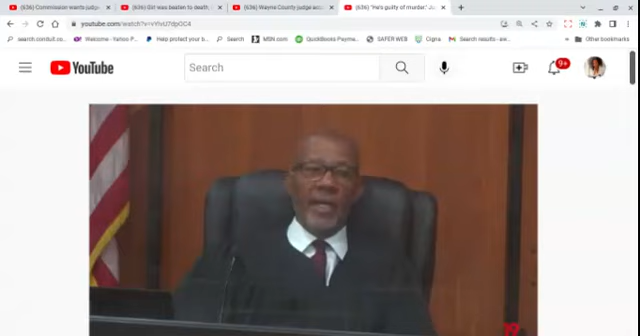 (636) Commission wants judge
(636) Girl was beaten to death
(636) Wayne County judge acc
(636) "He's guilty of murder." Ju
youtube.com/watch?v=vYvU7dpGC4
search.conduit.co...
Welcome - Yahoo
Help protect your b...
Search
MSN.com
QuickBooks Payme...
SAFER WEB
Cigna
Search results - am...
Other bookmarks
YouTube
Search
9+